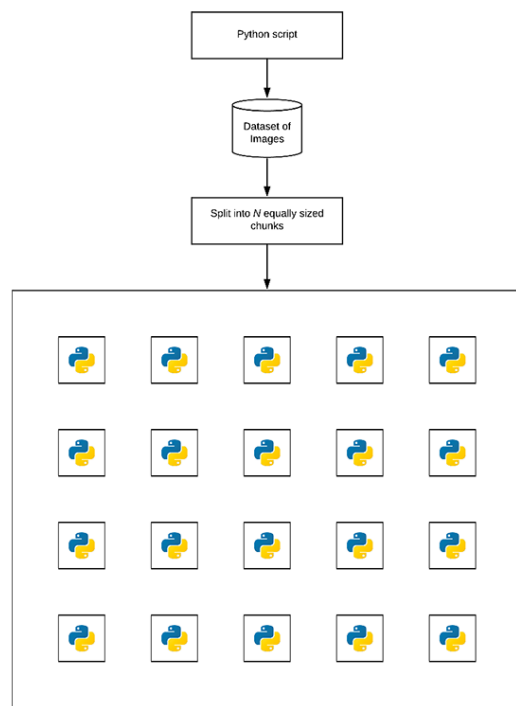 Python script
Dataset of
Images
Split into N equally sized
chunks